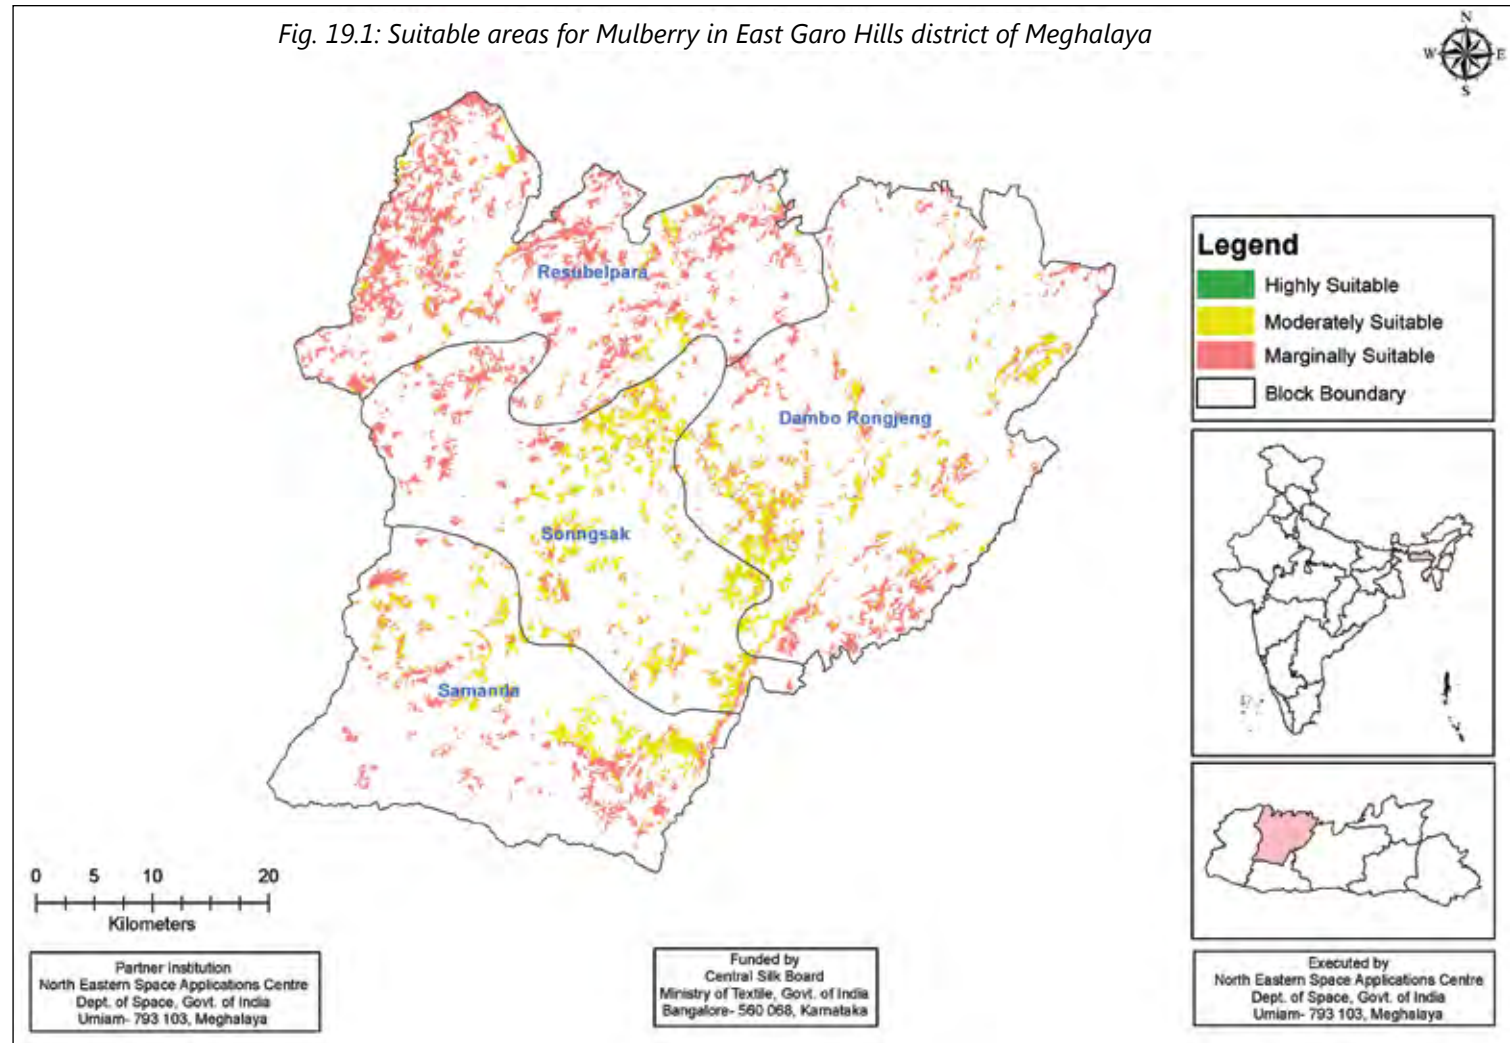 Fig. 19.1: Suitable areas for Mulberry in East Garo Hills district of Meghalaya
N
W E
S
Resubelpara
Dambo Rongjeng
Sonngsak
Samanda
Legend
Highly Suitable
Moderately Suitable
Marginally Suitable
Block Boundary
0 5 10 20
Kilometers
Partner Institution
North Eastern Space Applications Centre
Dept. of Space, Govt. of India
Umiam- 793 103, Meghalaya
Funded by
Central Silk Board
Ministry of Textile, Govt. of India
Bangalore- 560 068, Karnataka
Executed by
North Eastern Space Applications Centre
Dept. of Space, Govt. of India
Umiam- 793 103, Meghalaya